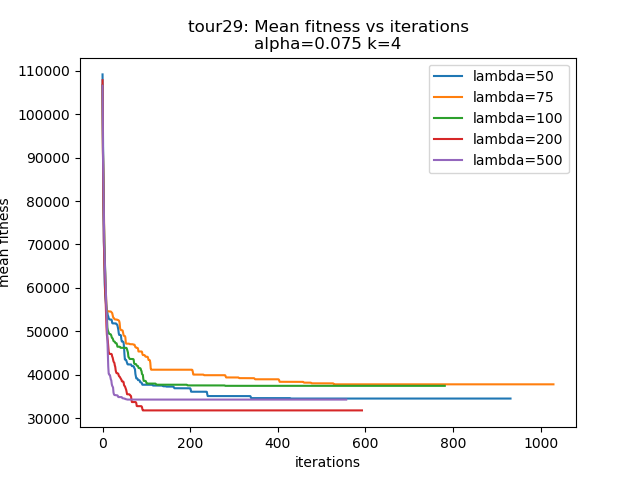 tour29: Mean fitness vs iterations
alpha=0.075 k=4
110000
100000
90000
80000
70000
60000
50000
40000
30000
mean fitness
lambda=50
lambda=75
lambda=100
lambda=200
lambda=500
0
200
400
600
800
1000
iterations